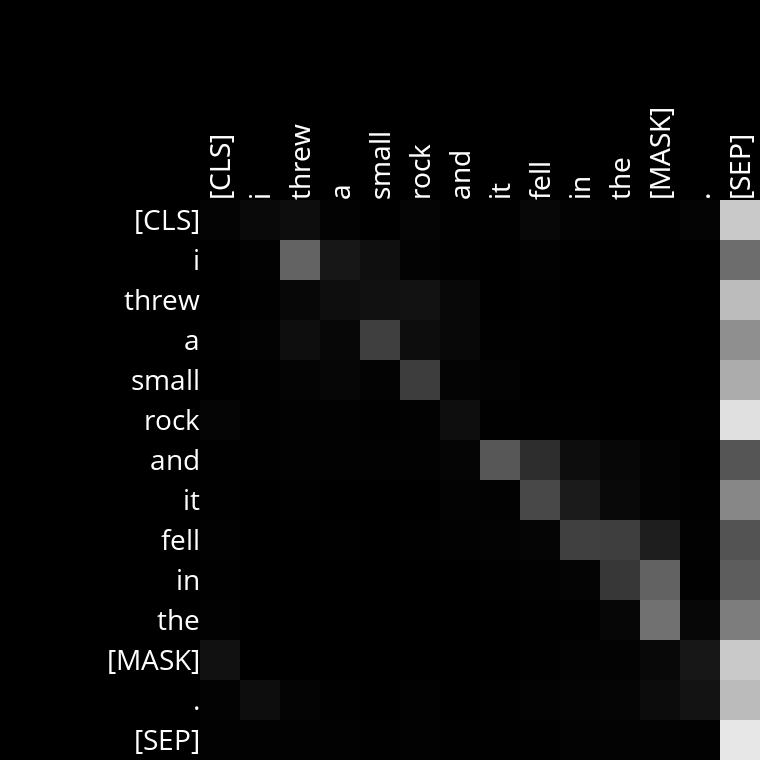 [CLS] i threw a small rock and it fell in the [MASK] . [SEP]
[CLS]
i
threw
a
small
rock
and
it
fell
in
the
[MASK]
.
[SEP]